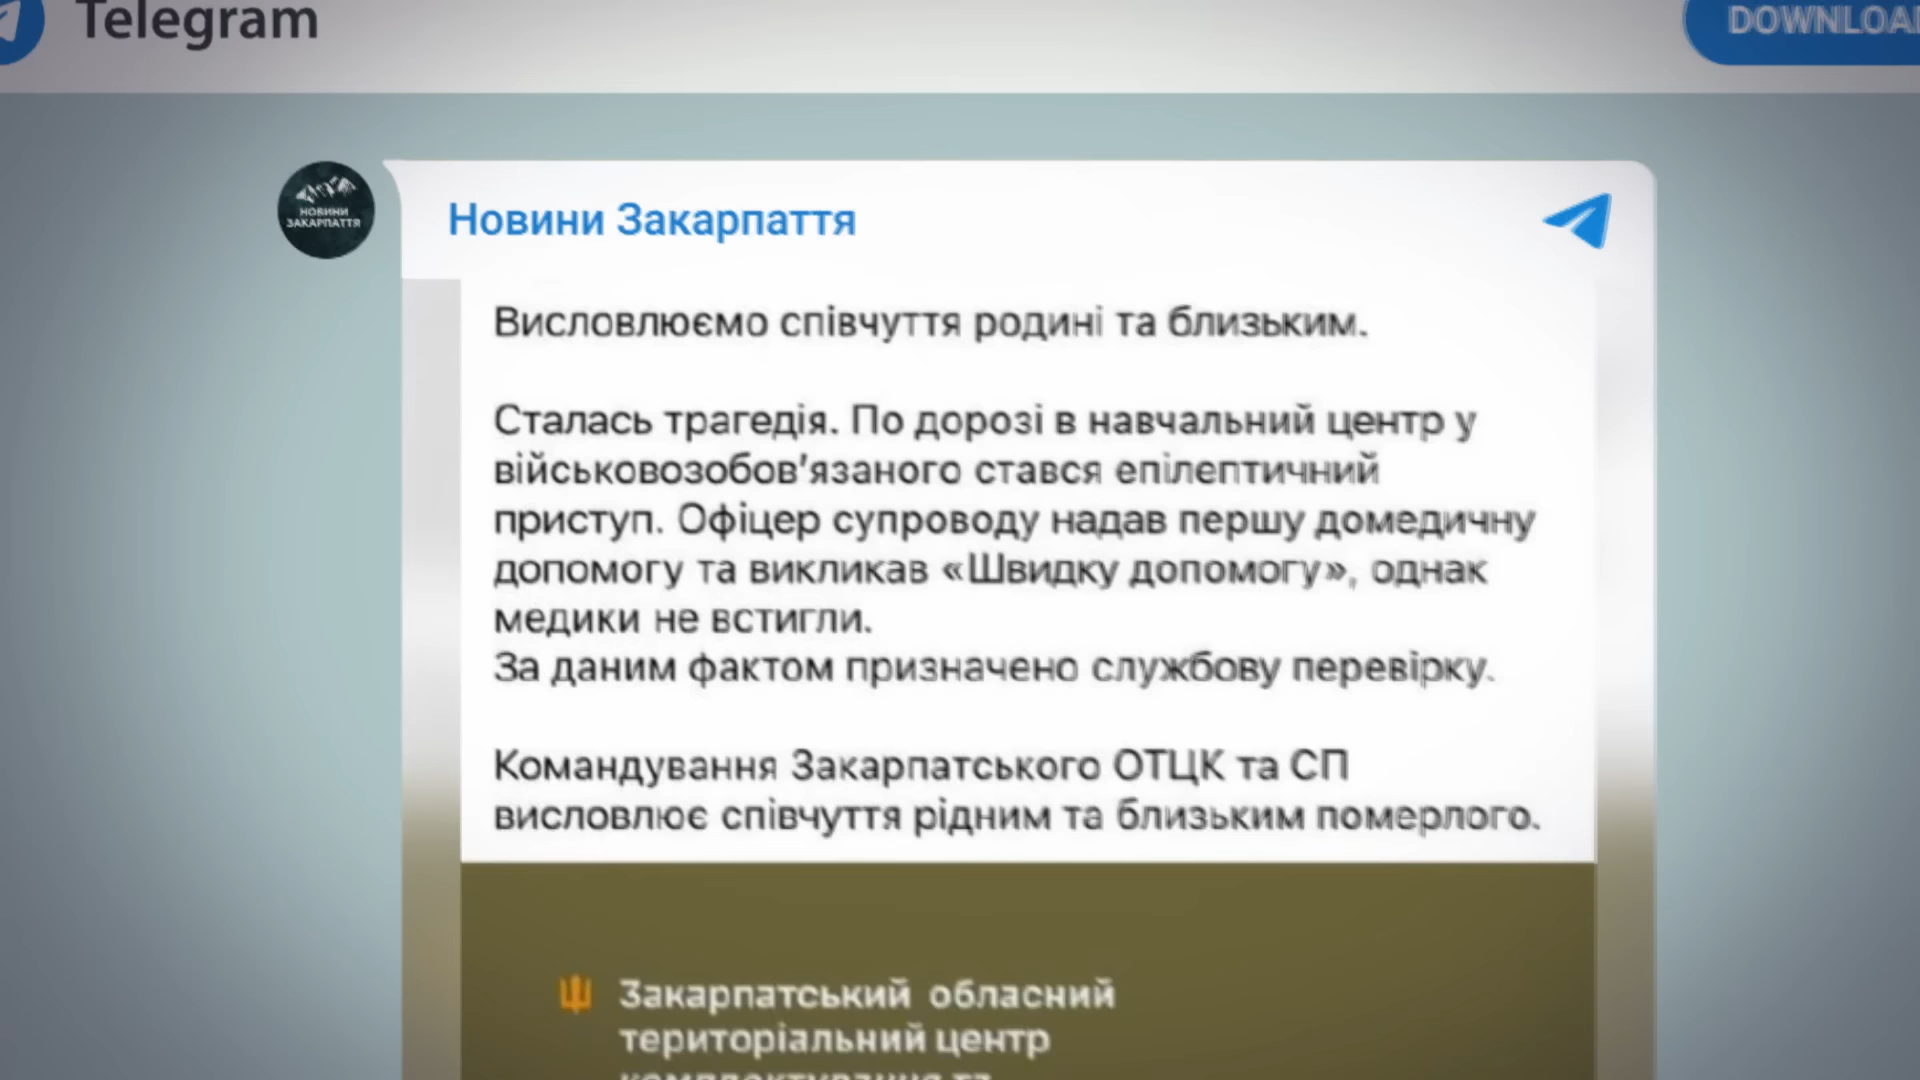 Telegram
DOWNLOA
НОВИНИ
ЗАКАРПАТТЯ
Новини Закарпаття
Висловлюємо співчуття родині та близьким.
Сталась трагедія. По дорозі в навчальний центр у
військовозобов’язаного стався епілептичний
приступ. Офіцер супроводу надав першу домедичну
допомогу та викликав «Швидку допомогу», однак
медики не встигли.
За даним фактом призначено службову перевірку.
Командування Закарпатського ОТЦК та СП
висловлює співчуття рідним та близьким померлого.
Закарпатський обласний
територіальний центр